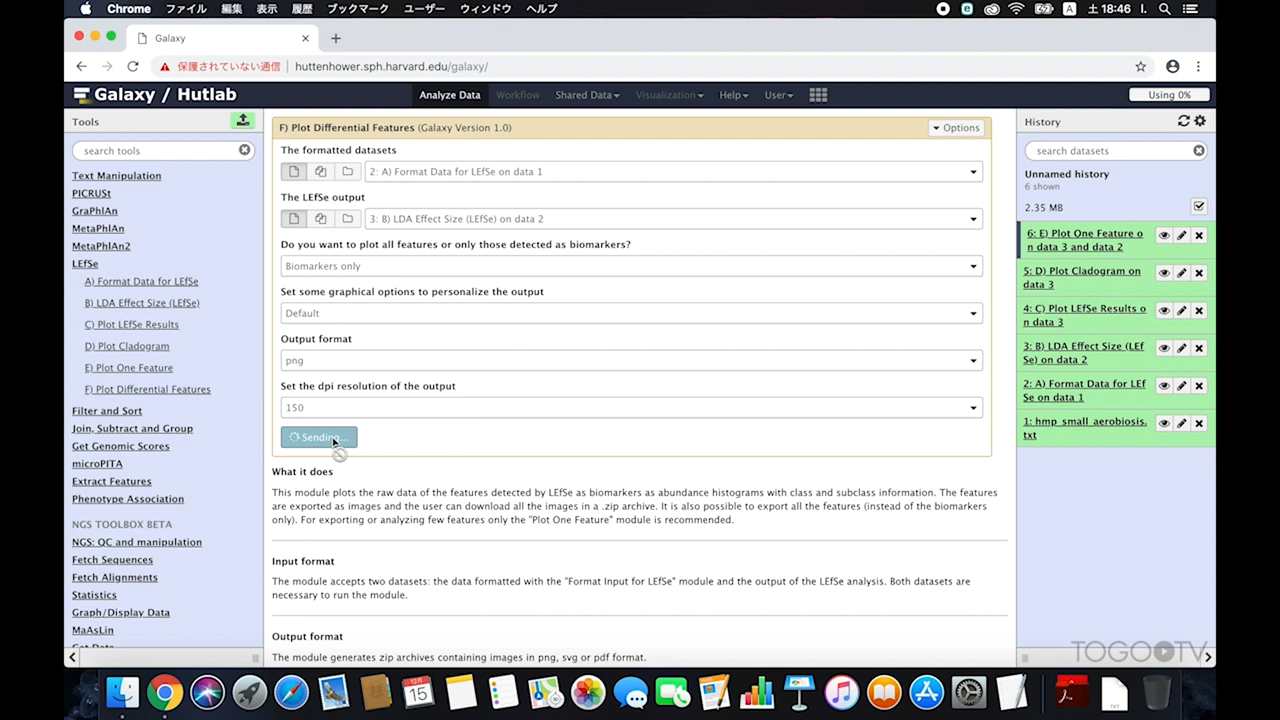 Chrome ファイル 編集 表示 履歴 ブックマーク ユーザー ウィンドウ ヘルプ A 土 18:46 I.
Galaxy
保護されていない通信 huttenhower.sph.harvard.edu/galaxy/
Galaxy / Hutlab Analyze Data Workflow Shared Data Visualization Help User Using 0%
Tools
search tools
Text Manipulation
PICRUSt
GraPhlAn
MetaPhlAn
MetaPhlAn2
LEfSe
A) Format Data for LEfSe
B) LDA Effect Size (LEfSe)
C) Plot LEfSe Results
D) Plot Cladogram
E) Plot One Feature
F) Plot Differential Features
Filter and Sort
Join, Subtract and Group
Get Genomic Scores
microPITA
Extract Features
Phenotype Association
NGS TOOLBOX BETA
NGS: QC and manipulation
Fetch Sequences
Fetch Alignments
Statistics
Graph/Display Data
MaAsLin
F) Plot Differential Features (Galaxy Version 1.0) Options
The formatted datasets
2: A) Format Data for LEfSe on data 1
The LEfSe output
3: B) LDA Effect Size (LEfSe) on data 2
Do you want to plot all features or only those detected as biomarkers?
Biomarkers only
Set some graphical options to personalize the output
Default
Output format
png
Set the dpi resolution of the output
150
Sending...
What it does
This module plots the raw data of the features detected by LEfSe as biomarkers as abundance histograms with class and subclass information. The features
are exported as images and the user can download all the images in a .zip archive. It is also possible to export all the features (instead of the biomarkers
only). For exporting or analyzing few features only the "Plot One Feature" module is recommended.
Input format
The module accepts two datasets: the data formatted with the "Format Input for LEfSe" module and the output of the LEfSe analysis. Both datasets are
necessary to run the module.
Output format
The module generates zip archives containing images in png, svg or pdf format.
History
search datasets
Unnamed history
6 shown
2.35 MB
6: E) Plot One Feature o
n data 3 and data 2
5: D) Plot Cladogram on
data 3
4: C) Plot LEfSe Results o
n data 3
3: B) LDA Effect Size (LEf
Se) on data 2
2: A) Format Data for LEf
Se on data 1
1: hmp_small_aerobiosis.
txt
TOGO TV
15
TXT